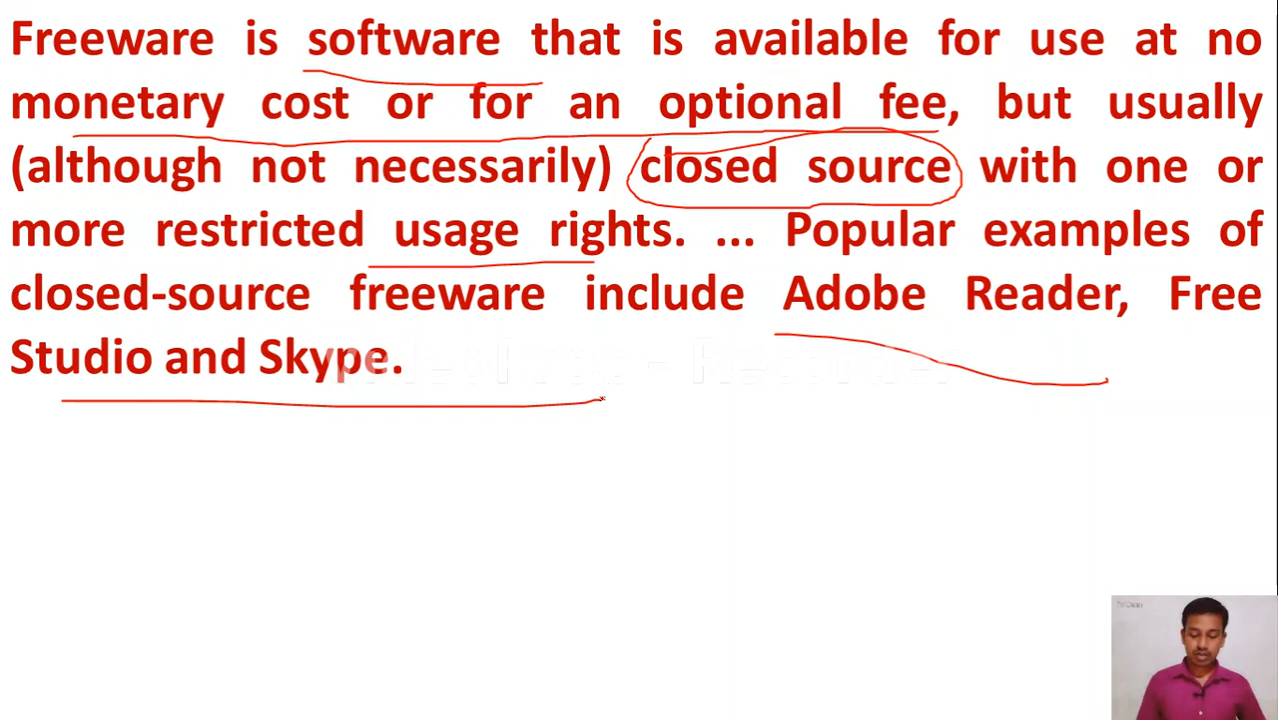 Freeware is software that is available for use at no
monetary cost or for an optional fee, but usually
(although not necessarily) closed source with one or
more restricted usage rights. ... Popular examples of
closed-source freeware include Adobe Reader, Free
Studio and Skype.